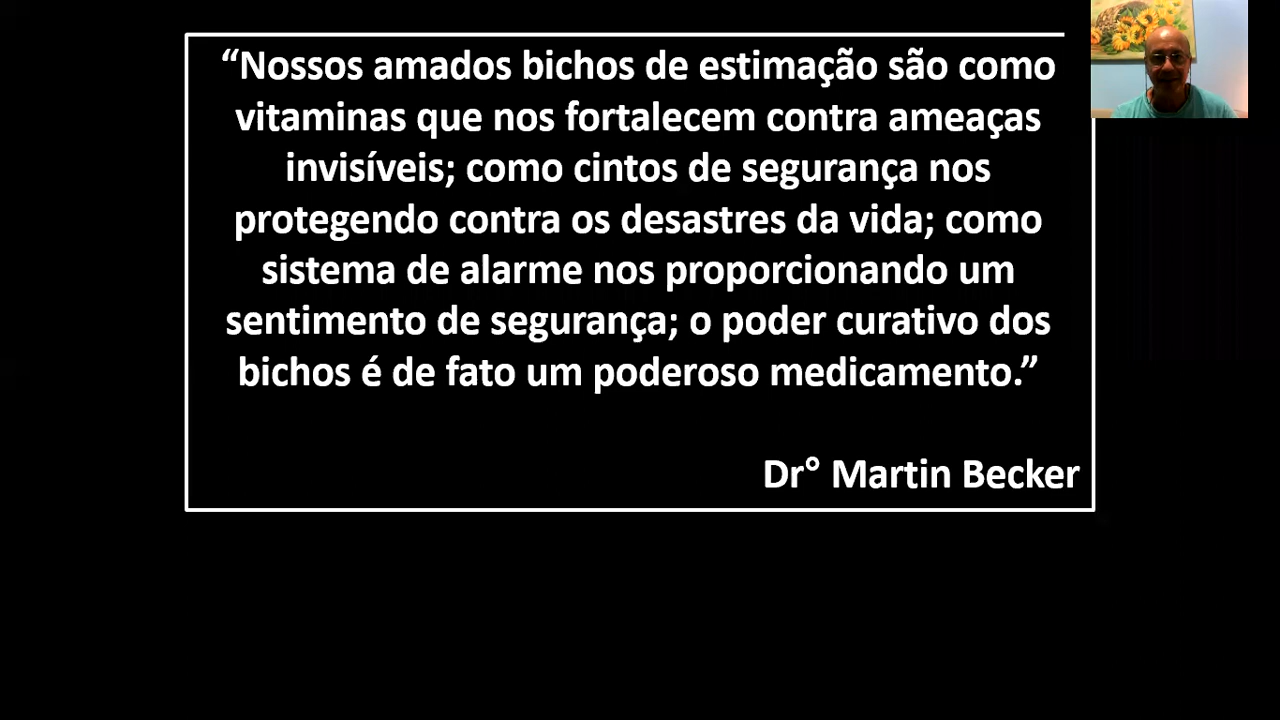 “Nossos amados bichos de estimação são como
vitaminas que nos fortalecem contra ameaças
invisíveis; como cintos de segurança nos
protegendo contra os desastres da vida; como
sistema de alarme nos proporcionando um
sentimento de segurança; o poder curativo dos
bichos é de fato um poderoso medicamento.”
Dr° Martin Becker